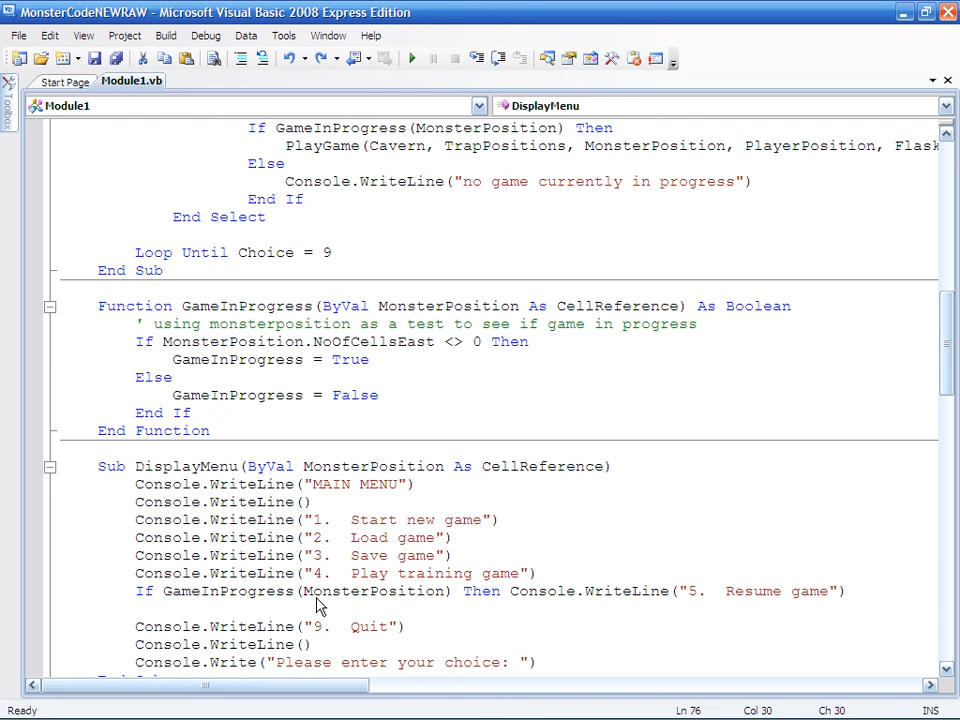 MonsterCodeNEWRAW - Microsoft Visual Basic 2008 Express Edition
File Edit View Project Build Debug Data Tools Window Help
Start Page Module1.vb
Toolbox
Module1 DisplayMenu
If GameInProgress(MonsterPosition) Then
PlayGame(Cavern, TrapPositions, MonsterPosition, PlayerPosition, Flask
Else
Console.WriteLine("no game currently in progress")
End If
End Select
Loop Until Choice = 9
End Sub
Function GameInProgress(ByVal MonsterPosition As CellReference) As Boolean
' using monsterposition as a test to see if game in progress
If MonsterPosition.NoOfCellsEast <> 0 Then
GameInProgress = True
Else
GameInProgress = False
End If
End Function
Sub DisplayMenu(ByVal MonsterPosition As CellReference)
Console.WriteLine("MAIN MENU")
Console.WriteLine()
Console.WriteLine("1.  Start new game")
Console.WriteLine("2.  Load game")
Console.WriteLine("3.  Save game")
Console.WriteLine("4.  Play training game")
If GameInProgress(MonsterPosition) Then Console.WriteLine("5.  Resume game")
Console.WriteLine("9.  Quit")
Console.WriteLine()
Console.Write("Please enter your choice: ")
Ready Ln 76 Col 30 Ch 30 INS